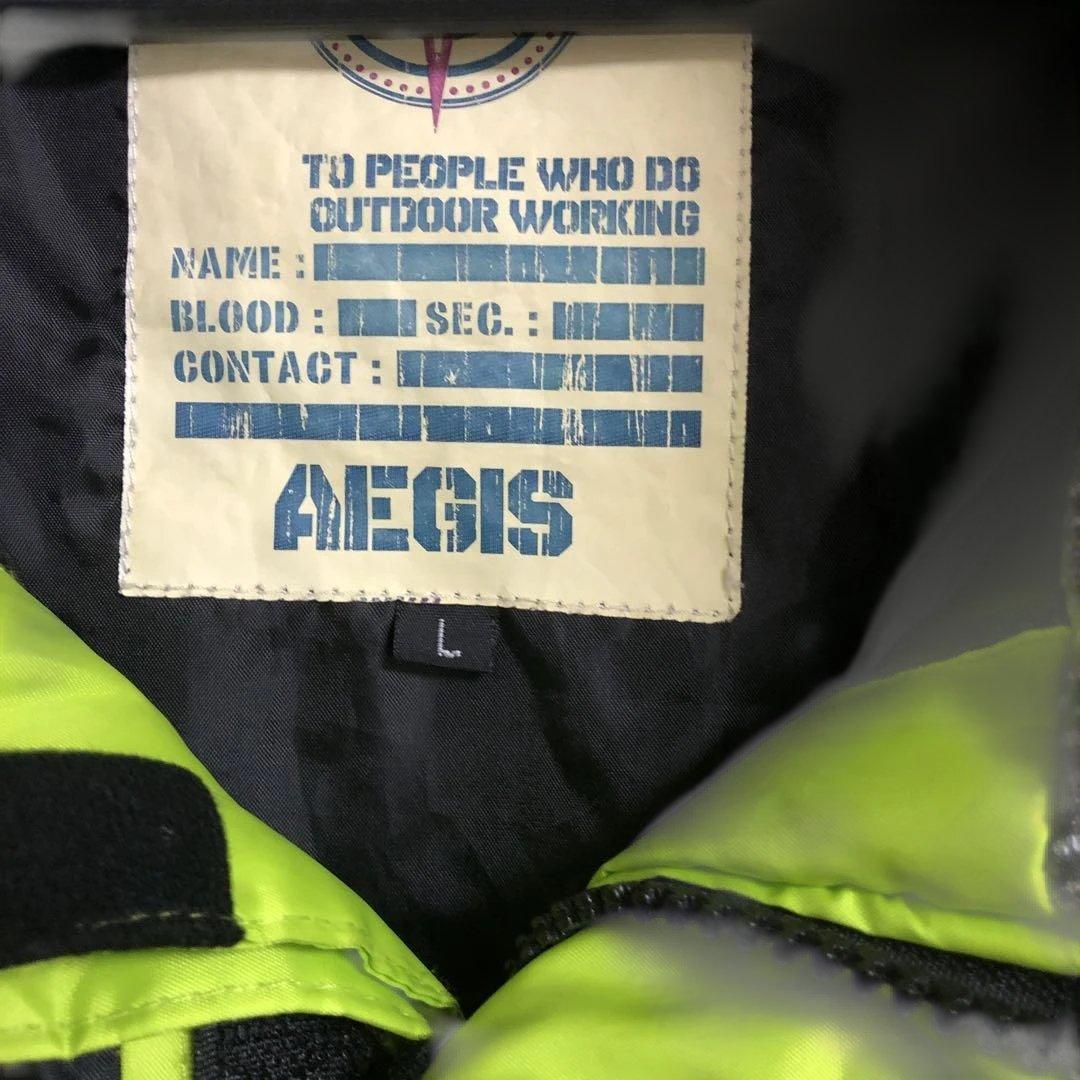 TO PEOPLE WHO DO
OUTDOOR WORKING
NAME :
BLOOD : SEC. :
CONTACT :
AEGIS
L